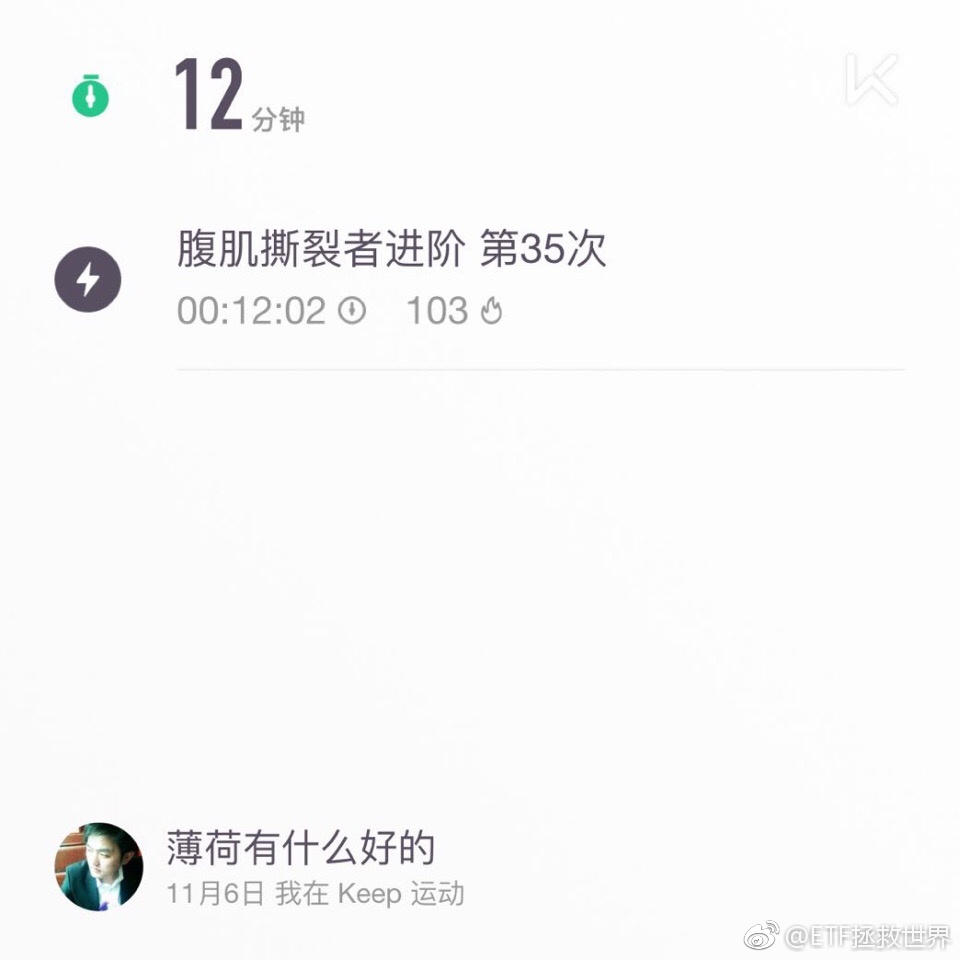 12 分钟
腹肌撕裂者进阶 第35次
00:12:02 103
薄荷有什么好的
11月6日 我在 Keep 运动
@ETF拯救世界